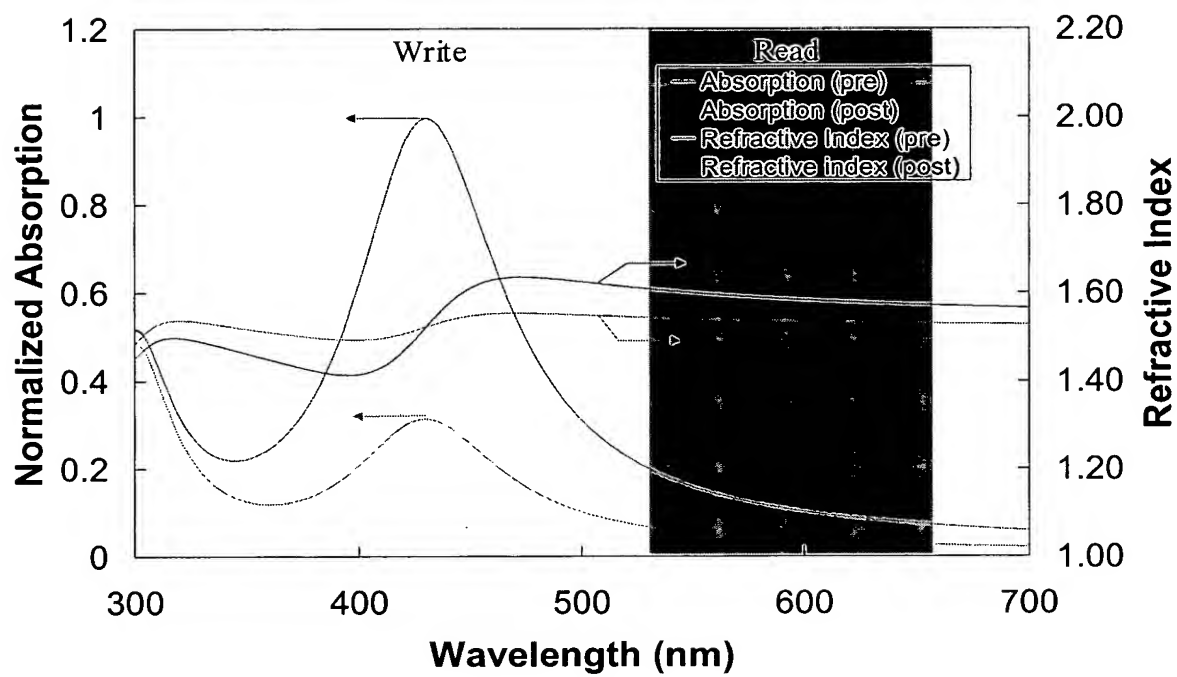 Write
Read
Absorption (pre)
Absorption (post)
Refractive Index (pre)
Refractive index (post)
Normalized Absorption
1.2
1
0.8
0.6
0.4
0.2
0
2.20
2.00
1.80
1.60
1.40
1.20
1.00
Refractive Index
300
400
500
600
700
Wavelength (nm)